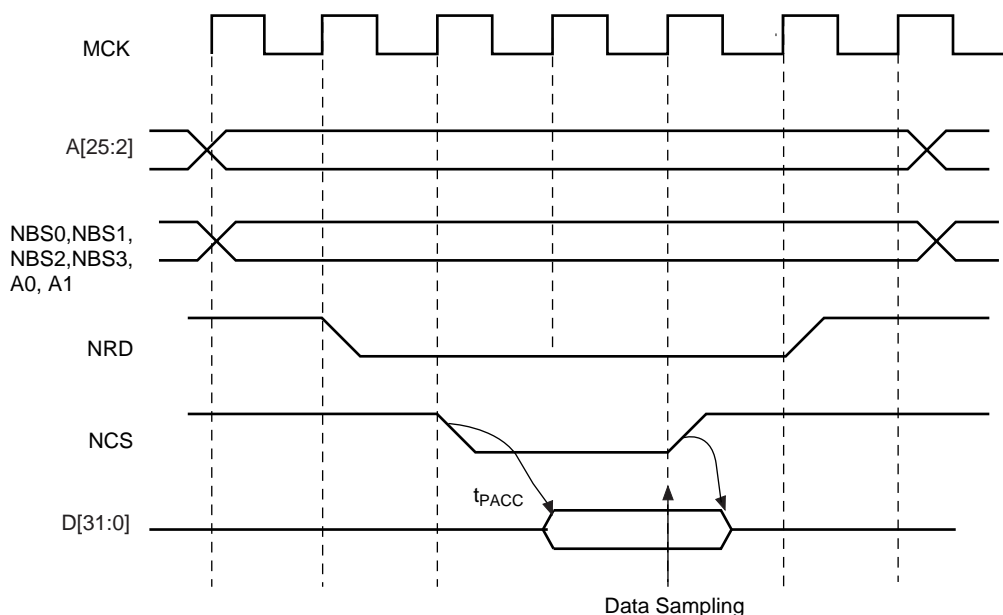 MCK
A[25:2]
NBS0,NBS1,
NBS2,NBS3,
A0, A1
NRD
NCS
tPACC
D[31:0]
Data Sampling